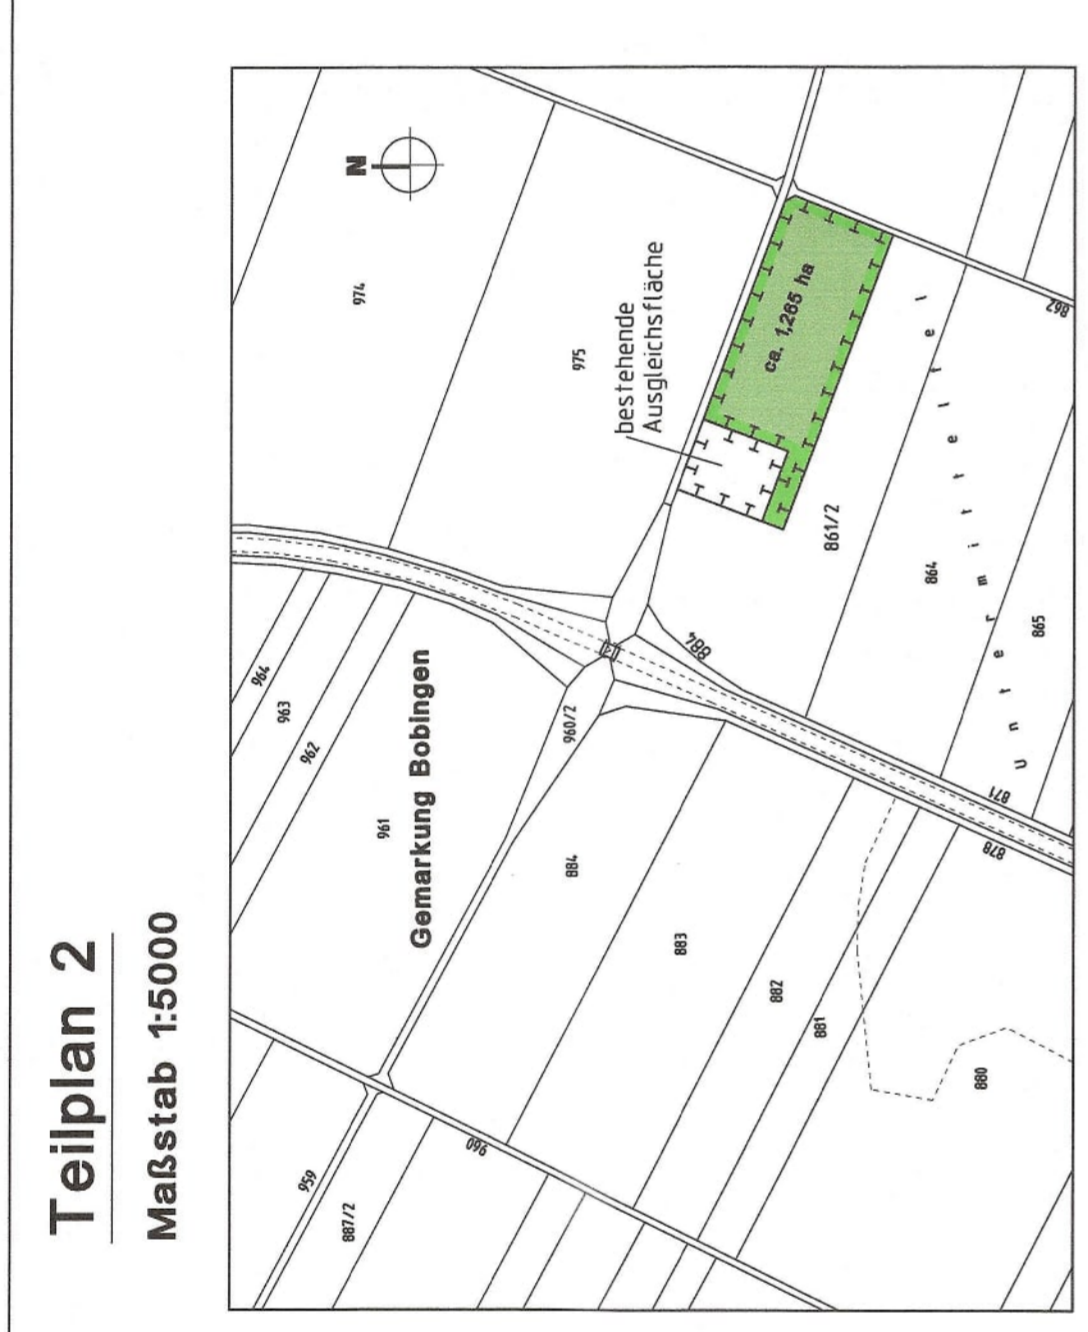 Teilplan 2
Maßstab 1:5000
964
963
959
962
887/2
N
974
961
Gemarkung Bobingen
960
960/2
884
975
bestehende
Ausgleichsfläche
883
884
882
ca. 1,265 ha
881
861/2
864
U n t e r m i t t e l f e l
880
878
871
865
862